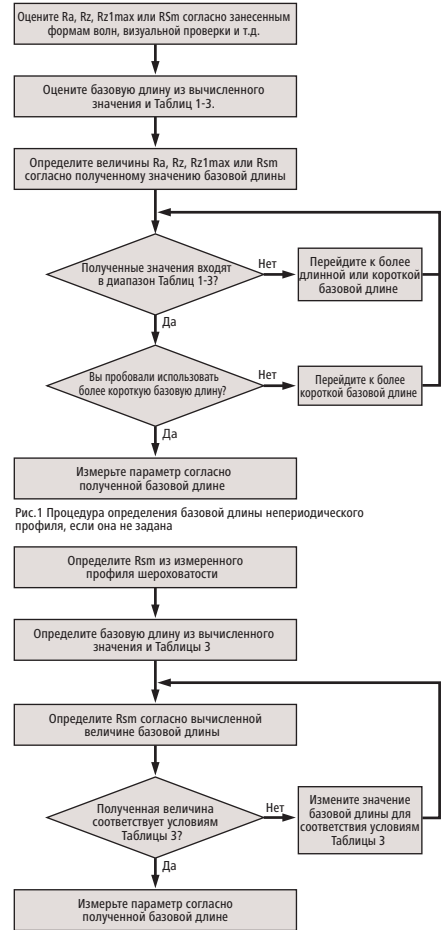 Оцените Ra, Rz, Rz1max или RSm согласно занесенным
формам волн, визуальной проверки и т.д.
Оцените базовую длину из вычисленного
значения и Таблиц 1-3.
Определите величины Ra, Rz, Rz1max или Rsm
согласно полученному значению базовой длины
Полученные значения входят
в диапазон Таблиц 1-3?
Нет
Перейдите к более
длинной или короткой
базовой длине
Да
Вы пробовали использовать
более короткую базовую длину?
Нет
Перейдите к более
короткой базовой длине
Да
Измерьте параметр согласно
полученной базовой длине
Рис.1 Процедура определения базовой длины непериодического
профиля, если она не задана
Определите Rsm из измеренного
профиля шероховатости
Определите базовую длину из вычисленного
значения и Таблицы 3
Определите Rsm согласно вычисленной
величине базовой длины
Полученная величина
соответствует условиям
Таблицы 3?
Нет
Измените значение
базовой длины для
соответствия условиям
Таблицы 3
Да
Измерьте параметр согласно
полученной базовой длине